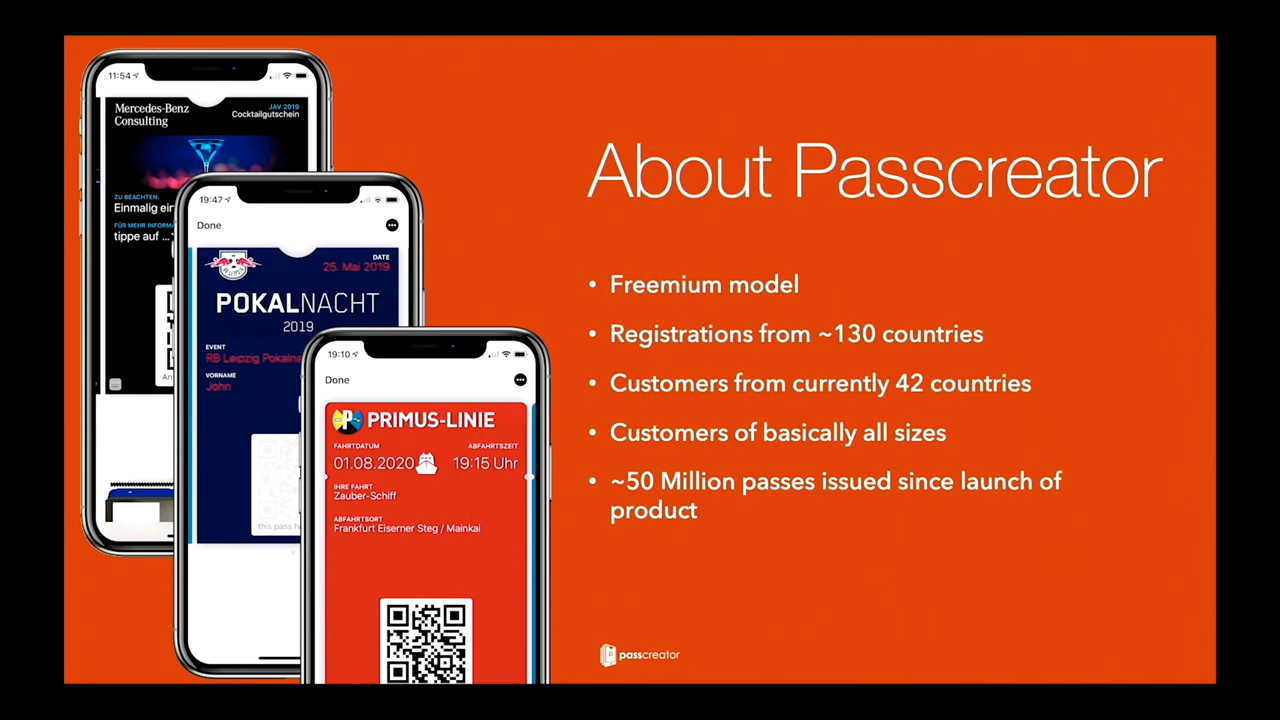 11:54
Mercedes-Benz
Consulting
JAV 2019
Cocktailgutschein
ZU BEACHTEN:
Einmalig ein
FÜR MEHR INFORMA
tippe auf ...
An
19:47
Done
DATE
25. Mai 2019
POKALNACHT
2019
EVENT
RB Leipzig Pokalna
VORNAME
John
this pass ha
19:10
Done
PRIMUS-LINIE
FAHRTDATUM
ABFAHRTSZEIT
01.08.2020
19:15 Uhr
IHRE FAHRT
Zauber-Schiff
ABFAHRTSORT
Frankfurt Eiserner Steg / Mainkai
About Passcreator
• Freemium model
• Registrations from ~130 countries
• Customers from currently 42 countries
• Customers of basically all sizes
• ~50 Million passes issued since launch of
product
passcreator